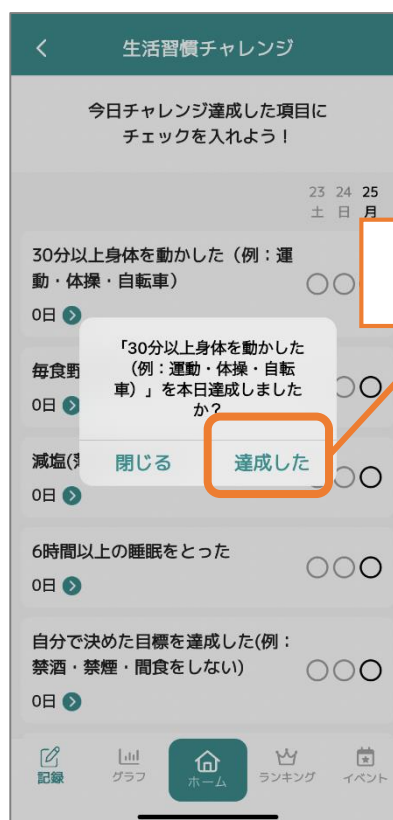 生活習慣チャレンジ
今日チャレンジ達成した項目に
チェックを入れよう！
23 24 25
土 日 月
30分以上身体を動かした（例：運
動・体操・自転車）
0日
「30分以上身体を動かした
（例：運動・体操・自転
車）」を本日達成しました
か？
閉じる 達成した
毎食野
0日
減塩(
0日
6時間以上の睡眠をとった
0日
自分で決めた目標を達成した(例：
禁酒・禁煙・間食をしない)
0日
記録 グラフ ホーム ランキング イベント